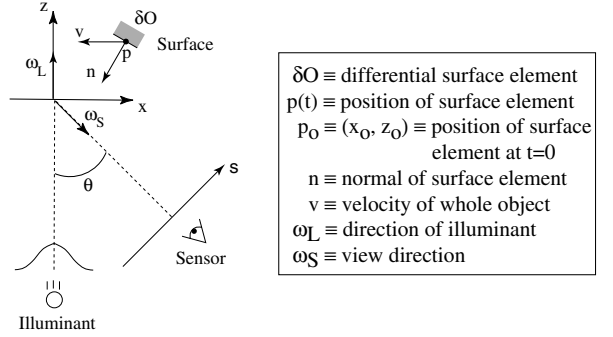 z
δO
v
Surface
p
n
ω_L
x
ω_S
θ
s
Sensor
Illuminant
δO ≡ differential surface element
p(t) ≡ position of surface element
p_o ≡ (x_o, z_o) ≡ position of surface
element at t=0
n ≡ normal of surface element
v ≡ velocity of whole object
ω_L ≡ direction of illuminant
ω_S ≡ view direction